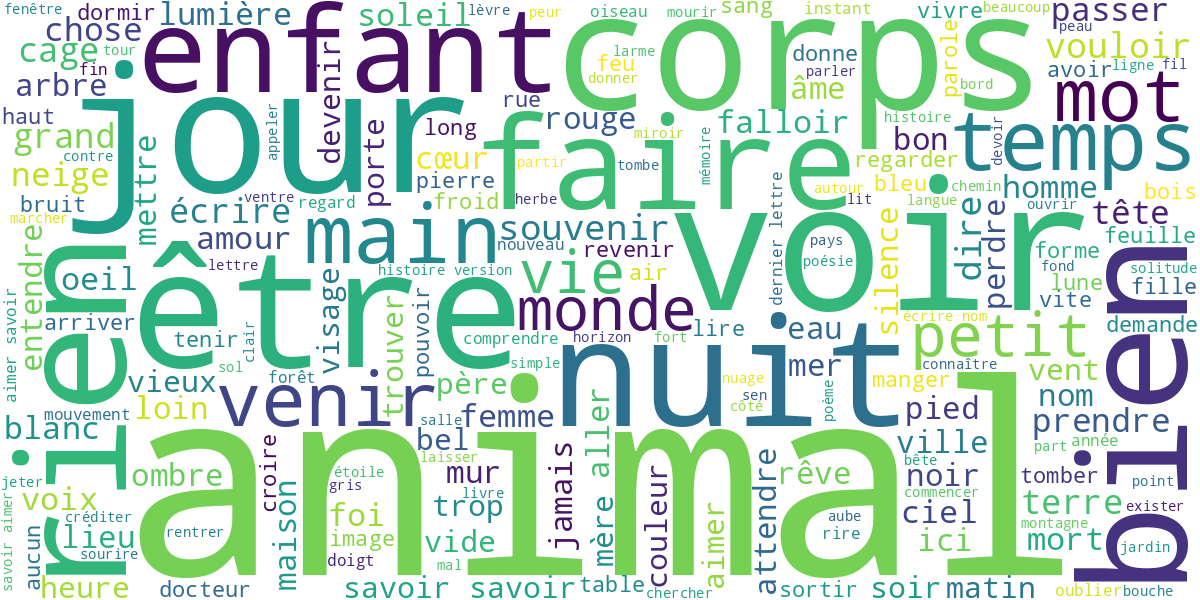 fenêtre
dormir
lumière
soleil
lèvre
peur
oiseau
mourir
sang
instant
vivre
beaucoup
passer
peau
chose
cage
tour
fin
arbre
enfant
corps
larme
feu
donner
donne
parler
âme
parole
bord
vouloir
avoir
ligne
fil
mot
haut
jour
devenir
appeler
porte
long
rue
rouge
miroir
falloir
histoire
bon
temps
devoir
grand
contre
neige
mettre
bruit
marcher
écrire
ventre
regard
cœur
pierre
froid
partir
herbe
faire
tombe
mémoire
regarder
autour
lit
bleu
langue
chemin
homme
ouvrir
bois
tête
feuille
amour
lettre
main
souvenir
nouveau
revenir
dernier lettre
voir
pays
poésie
silence
dire
perdre
forme
fond
lune
solitude
fille
entendre
oeil
rien
être
histoire version
vie
air
monde
écrire nom
vite
demande
aimer savoir
arriver
tenir
clair
sol
visage
trouver
pouvoir
comprendre
simple
horizon
fort
lire
eau
mer
petit
connaître
vent
nom
bien
vieux
forêt
père
nuit
nuage
sen
côte
poème
manger
pied
prendre
mouvement
loin
venir
salle
femme
bel
laisser
blanc
jeter
ombre
croire
étoile
gris
mur
livre
animal
mère aller
rêve
ville
bête
noir
commencer
part
année
tomber
point
voix
créditer
lieu
sourire
rentrer
maison
foi
image
doigt
trop
vide
mal
jamais
couleur
aimer
attendre
aube
rire
ciel
ici
terre
montagne
mort
exister
jardin
savoir aimer
aucun
heure
docteur
savoir
savoir
table
chercher
sortir
soir
matin
oublier
bouche